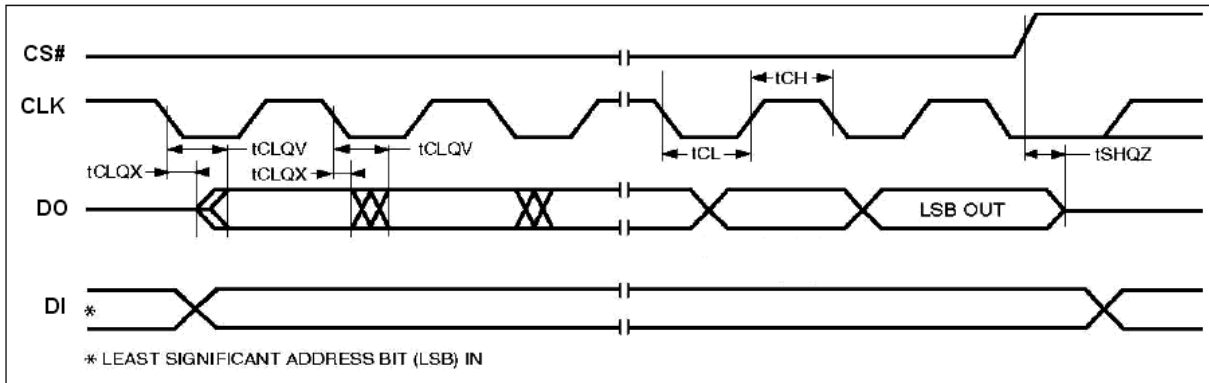 CS#
tCH
CLK
tCLQV
tCLQV
tCL
tSHQZ
tCLQX
tCLQX
DO
LSB OUT
DI
*
* LEAST SIGNIFICANT ADDRESS BIT (LSB) IN